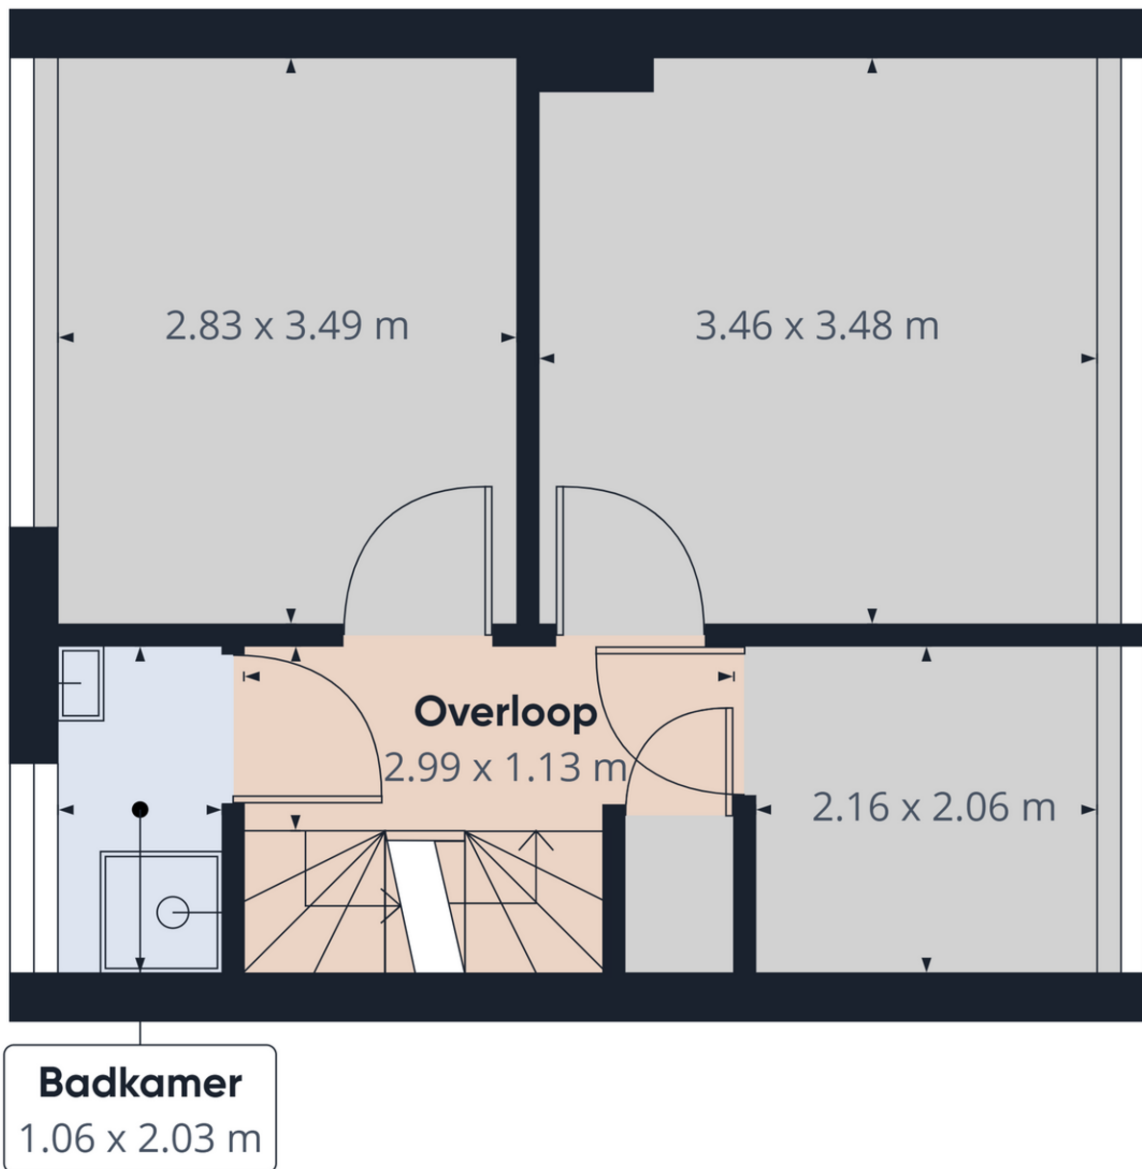 2.83 x 3.49 m
3.46 x 3.48 m
Overloop
2.99 x 1.13 m
2.16 x 2.06 m
Badkamer
1.06 x 2.03 m